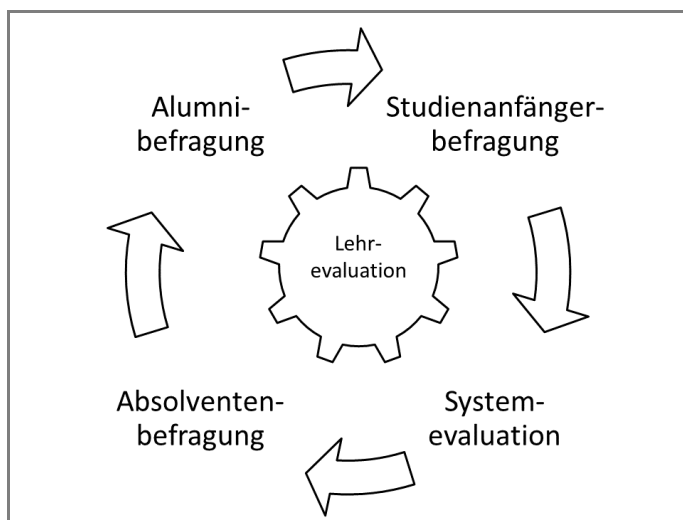 Alumni-
befragung
Studienanfänger-
befragung
Lehr-
evaluation
Absolventen-
befragung
System-
evaluation